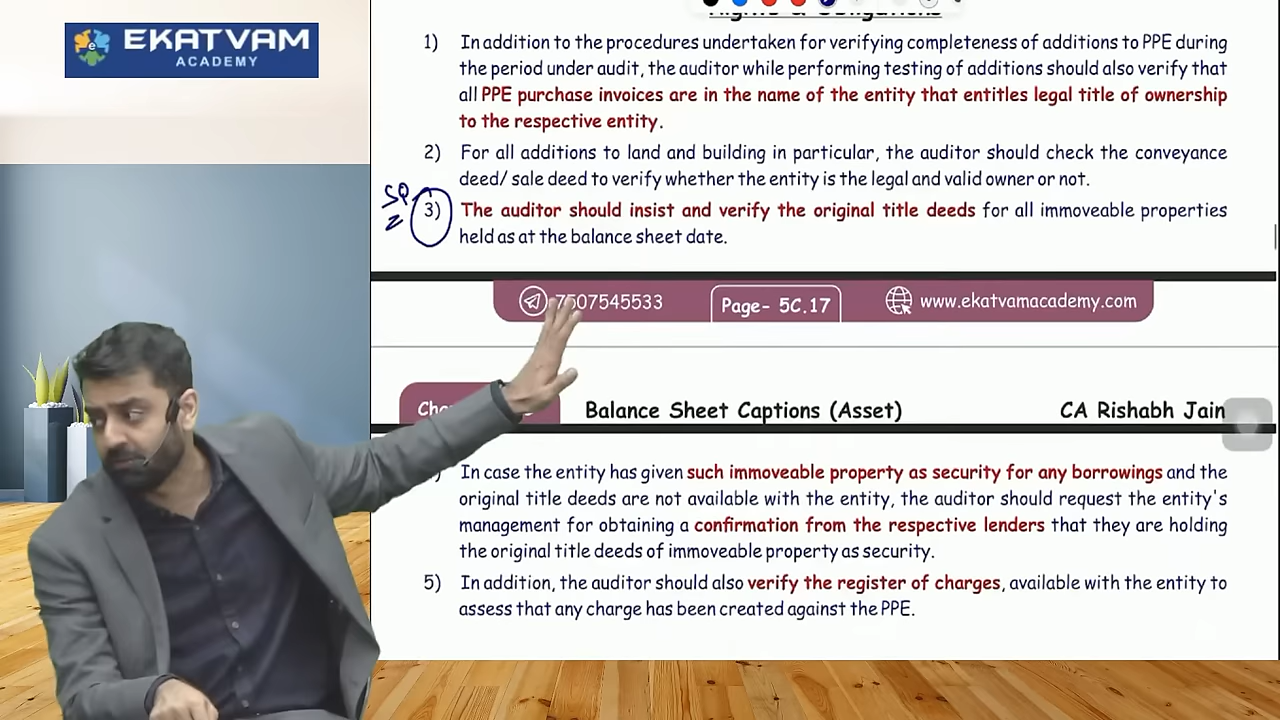 EKATVAM
ACADEMY
Rights & Obligations
1) In addition to the procedures undertaken for verifying completeness of additions to PPE during
the period under audit, the auditor while performing testing of additions should also verify that
all PPE purchase invoices are in the name of the entity that entitles legal title of ownership
to the respective entity.
2) For all additions to land and building in particular, the auditor should check the conveyance
deed/ sale deed to verify whether the entity is the legal and valid owner or not.
3) The auditor should insist and verify the original title deeds for all immoveable properties
held as at the balance sheet date.
7507545533
Page- 5C.17
www.ekatvamacademy.com
Balance Sheet Captions (Asset)
CA Rishabh Jain
In case the entity has given such immoveable property as security for any borrowings and the
original title deeds are not available with the entity, the auditor should request the entity's
management for obtaining a confirmation from the respective lenders that they are holding
the original title deeds of immoveable property as security.
5) In addition, the auditor should also verify the register of charges, available with the entity to
assess that any charge has been created against the PPE.